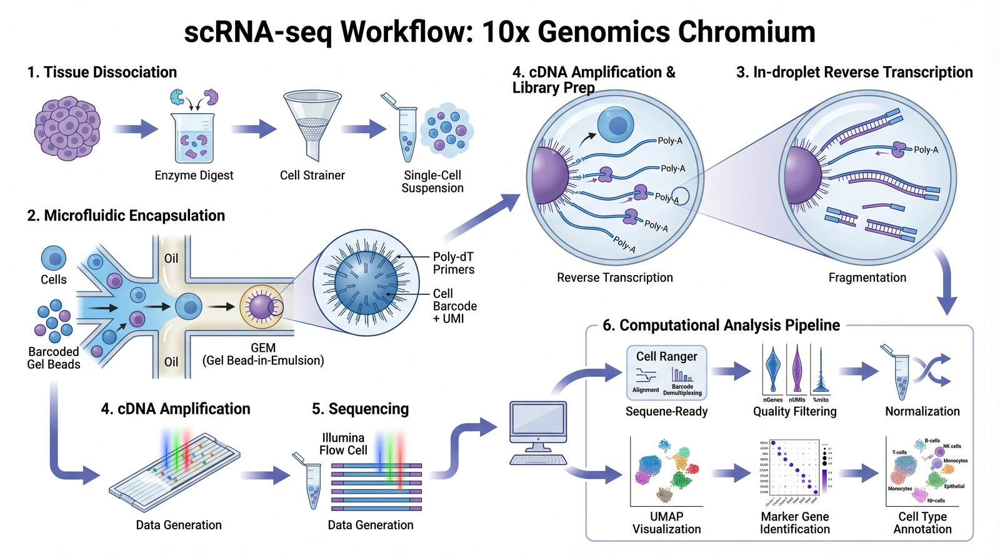 scRNA-seq Workflow: 10x Genomics Chromium
1. Tissue Dissociation
Enzyme Digest
Cell Strainer
Single-Cell
Suspension
2. Microfluidic Encapsulation
Cells
Barcoded
Gel Beads
Oil
Oil
GEM
(Gel Bead-in-Emulsion)
Poly-dT
Primers
Cell
Barcode
+ UMI
4. cDNA Amplification &
Library Prep
Poly-A
Poly-A
Poly-A
Poly-A
Poly-A
Reverse Transcription
3. In-droplet Reverse Transcription
Poly-A
Fragmentation
4. cDNA Amplification
Data Generation
5. Sequencing
Illumina
Flow Cell
Data Generation
6. Computational Analysis Pipeline
Cell Ranger
Alignment
Barcode
Demultiplexing
Sequene-Ready
nGenes
nUMIs
%mito
Quality Filtering
Normalization
UMAP
Visualization
Marker Gene
Identification
B-cells
T-cells
NK cells
Monocytes
Monocytes
Epithelial
Cell Type
Annotation